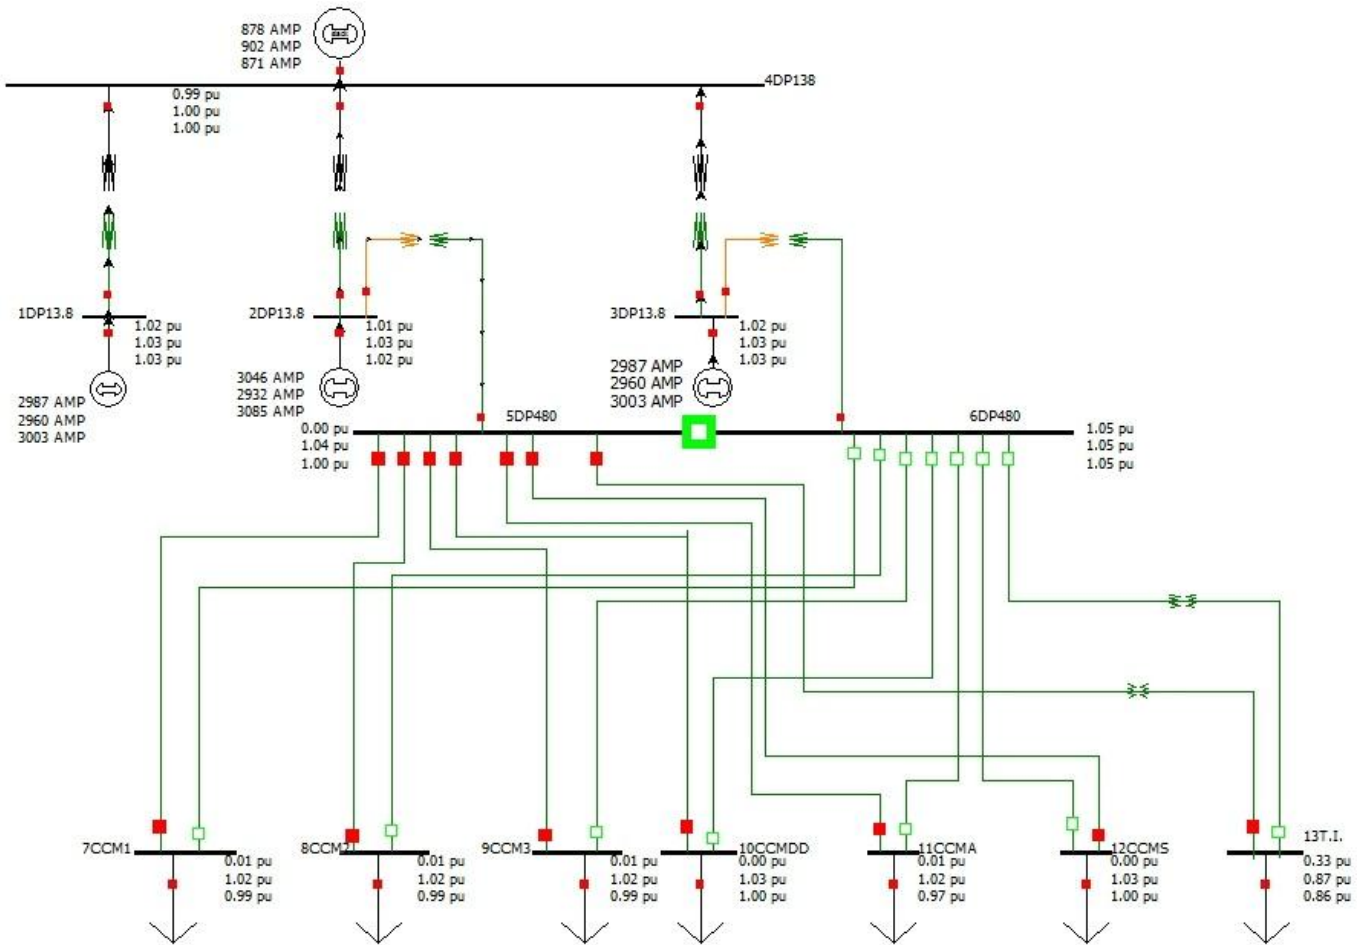 878 AMP
902 AMP
871 AMP
4DP138
0.99 pu
1.00 pu
1.00 pu
1DP13.8
1.02 pu
1.03 pu
1.03 pu
2987 AMP
2960 AMP
3003 AMP
2DP13.8
1.01 pu
1.03 pu
1.02 pu
3046 AMP
2932 AMP
3085 AMP
3DP13.8
1.02 pu
1.03 pu
1.03 pu
2987 AMP
2960 AMP
3003 AMP
5DP480
0.00 pu
1.04 pu
1.00 pu
6DP480
1.05 pu
1.05 pu
1.05 pu
7CCM1
0.01 pu
1.02 pu
0.99 pu
8CCM2
0.01 pu
1.02 pu
0.99 pu
9CCM3
0.01 pu
1.02 pu
0.99 pu
10CCMDD
0.00 pu
1.03 pu
1.00 pu
11CCMA
0.01 pu
1.02 pu
0.97 pu
12CCMS
0.00 pu
1.03 pu
1.00 pu
13T.I.
0.33 pu
0.87 pu
0.86 pu